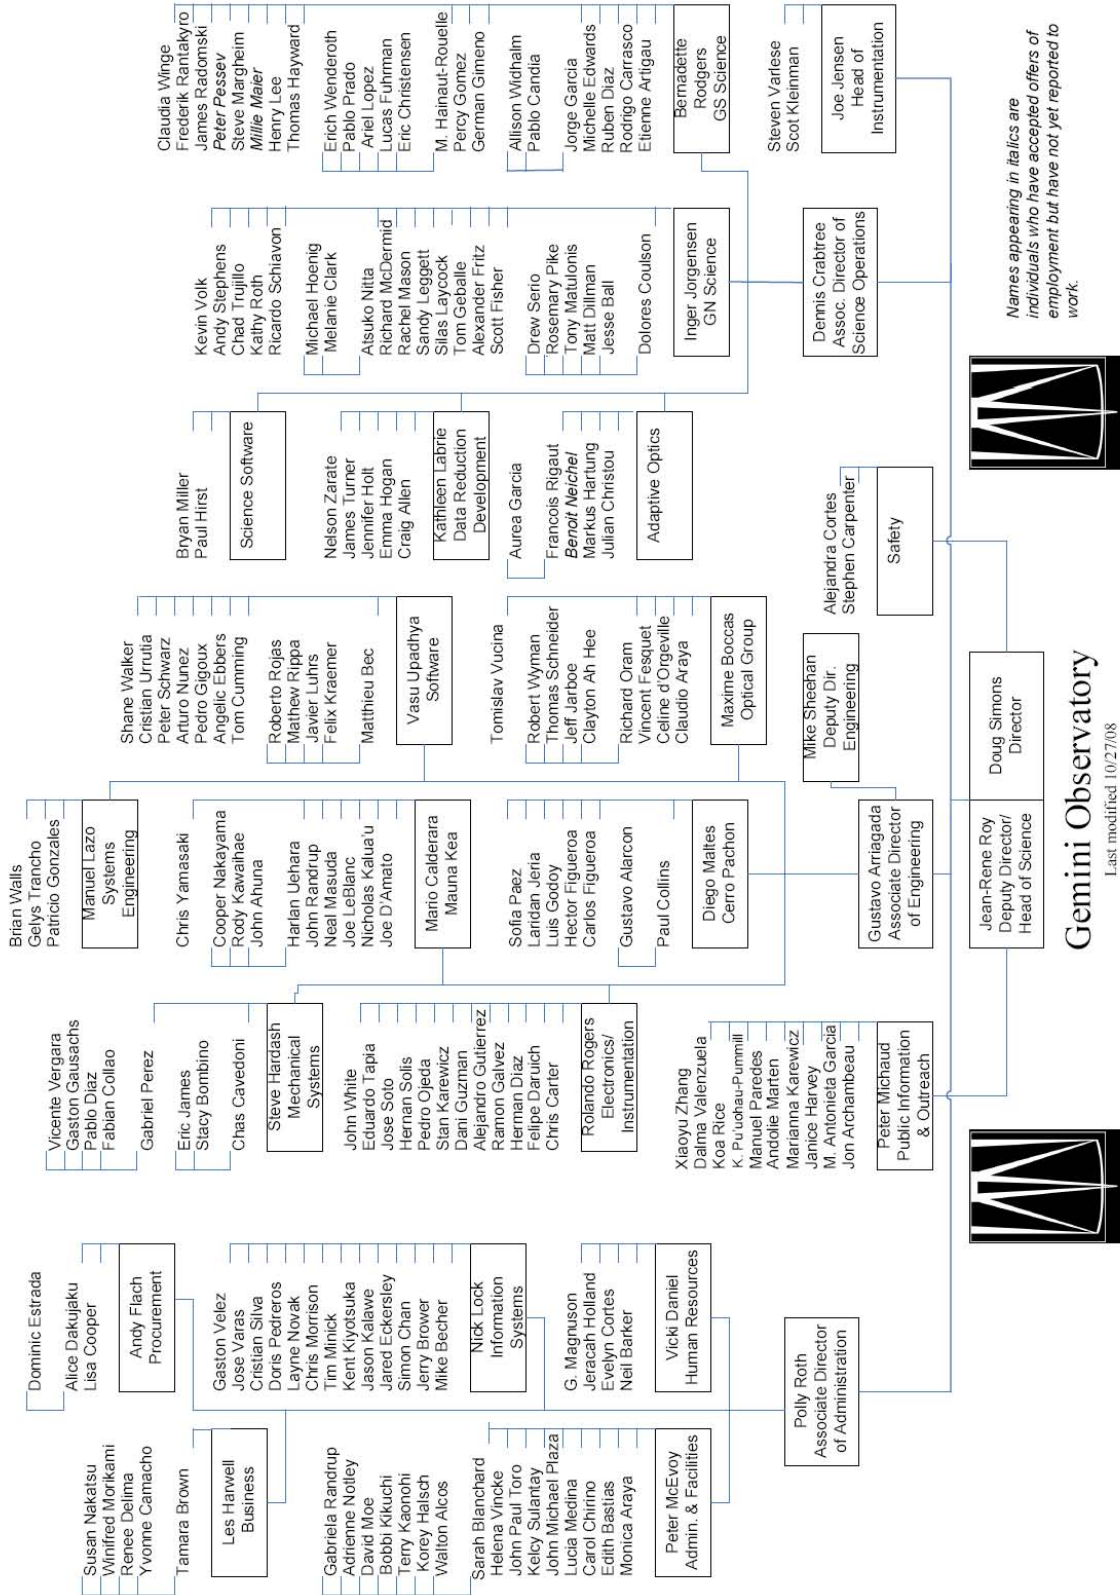 Susan Nakatsu
Winifred Morikami
Renee Delima
Yvonne Camacho
Tamara Brown
Les Harwell
Business
Dominic Estrada
Alice Dakujaku
Lisa Cooper
Andy Flach
Procurement
Gabriela Randrup
Adrienne Notley
David Moe
Bobbi Kikuchi
Terry Kaonohi
Korey Halsch
Walton Alcos
Sarah Blanchard
Helena Vincke
John Paul Toro
Kelcy Sulantay
John Michael Plaza
Lucia Medina
Carol Chirino
Edith Bastias
Monica Araya
Peter McEvoy
Admin. & Facilities
Gaston Velez
Jose Varas
Cristian Silva
Doris Pedreros
Layne Novak
Chris Morrison
Tim Minick
Kent Kiyotsuka
Jason Kalawe
Jared Eckersley
Simon Chan
Jerry Brower
Mike Becher
Nick Lock
Information
Systems
G. Magnuson
Jeracah Holland
Evelyn Cortes
Neil Barker
Vicki Daniel
Human Resources
Polly Roth
Associate Director
of Administration
Vicente Vergara
Gaston Gausachs
Pablo Diaz
Fabian Collao
Gabriel Perez
Eric James
Stacy Bombino
Chas Cavedoni
Steve Hardash
Mechanical
Systems
John White
Eduardo Tapia
Jose Soto
Hernan Solis
Pedro Ojeda
Stan Karewicz
Dani Guzman
Alejandro Gutierrez
Ramon Galvez
Herman Diaz
Felipe Daruich
Chris Carter
Rolando Rogers
Electronics/
Instrumentation
Xiaoyu Zhang
Dalma Valenzuela
Koa Rice
K. Pu'uohau-Pummill
Manuel Paredes
Andolie Marten
Marianna Karewicz
Janice Harvey
M. Antonieta Garcia
Jon Archambeau
Peter Michaud
Public Information
& Outreach
Brian Walls
Gelys Trancho
Patricio Gonzales
Manuel Lazo
Systems
Engineering
Chris Yamasaki
Cooper Nakayama
Rody Kawaihae
John Ahuna
Harlan Uehara
John Randrup
Neal Masuda
Joe LeBlanc
Nicholas Kalua'u
Joe D'Amato
Mario Calderara
Mauna Kea
Sofia Paez
Laridan Jeria
Luis Godoy
Hector Figueroa
Carlos Figueroa
Gustavo Alarcon
Paul Collins
Diego Maltes
Cerro Pachon
Gustavo Arriagada
Associate Director
of Engineering
Shane Walker
Cristian Urrutia
Peter Schwarz
Arturo Nunez
Pedro Gigoux
Angelic Ebbers
Tom Cumming
Roberto Rojas
Mathew Rippa
Javier Luhrs
Felix Kraemer
Matthieu Bec
Vasu Upadhya
Software
Tomislav Vucina
Robert Wyman
Thomas Schneider
Jeff Jarboe
Clayton Ah Hee
Richard Oram
Vincent Fesquet
Celine d'Orgeville
Claudio Araya
Maxime Boccas
Optical Group
Mike Sheehan
Deputy Dir.
Engineering
Alejandra Cortes
Stephen Carpenter
Safety
Bryan Miller
Paul Hirst
Science Software
Nelson Zarate
James Turner
Jennifer Holt
Emma Hogan
Craig Allen
Kathleen Labrie
Data Reduction
Development
Aurea Garcia
Francois Rigaut
Benoit Neichel
Markus Hartung
Julian Christou
Adaptive Optics
Kevin Volk
Andy Stephens
Chad Trujillo
Kathy Roth
Ricardo Schiavon
Michael Hoenig
Melanie Clark
Atsuko Nitta
Richard McDermid
Rachel Mason
Sandy Leggett
Silas Laycock
Tom Geballe
Alexander Fritz
Scott Fisher
Drew Serio
Rosemary Pike
Tony Matulonis
Matt Dillman
Jesse Ball
Dolores Coulson
Inger Jorgensen
GN Science
Dennis Crabtree
Assoc. Director of
Science Operations
Claudia Winge
Frederik Rantakyro
James Radomski
Peter Pessev
Steve Margheim
Millie Maier
Henry Lee
Thomas Hayward
Erich Wenderoth
Pablo Prado
Ariel Lopez
Lucas Fuhrman
Eric Christensen
M. Hainaut-Rouelle
Percy Gomez
German Gimeno
Allison Widhalm
Pablo Candia
Jorge Garcia
Michelle Edwards
Ruben Diaz
Rodrigo Carrasco
Etienne Artigau
Bernadette
Rodgers
GS Science
Steven Varlese
Scot Kleinman
Joe Jensen
Head of
Instrumentation
Jean-Rene Roy
Deputy Director/
Head of Science
Doug Simons
Director
Names appearing in italics are
individuals who have accepted offers of
employment but have not yet reported to
work.
Gemini Observatory
Last modified 10/27/08